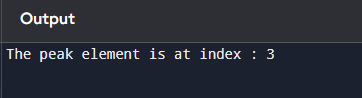 Output
The peak element is at index : 3